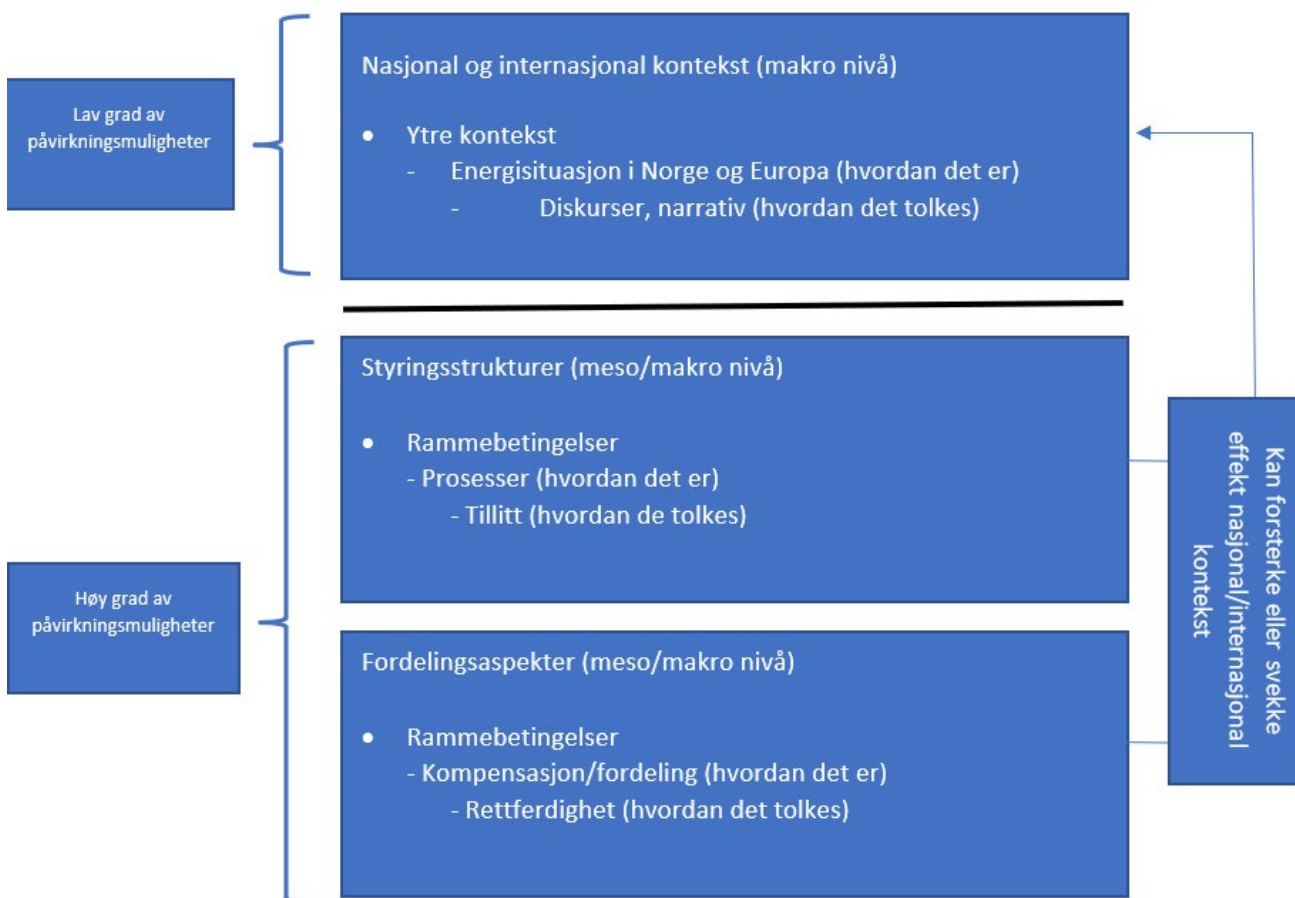 Lav grad av
påvirkningsmuligheter
Nasjonal og internasjonal kontekst (makro nivå)
• Ytre kontekst
- Energisituasjon i Norge og Europa (hvordan det er)
- Diskurser, narrativ (hvordan det tolkes)
Høy grad av
påvirkningsmuligheter
Styringsstrukturer (meso/makro nivå)
• Rammebetingelser
- Prosesser (hvordan det er)
- Tillitt (hvordan de tolkes)
Fordelingsaspekter (meso/makro nivå)
• Rammebetingelser
- Kompensasjon/fordeling (hvordan det er)
- Rettferdighet (hvordan det tolkes)
Kan forsterke eller svekke
effekt nasjonal/internasjonal
kontekst